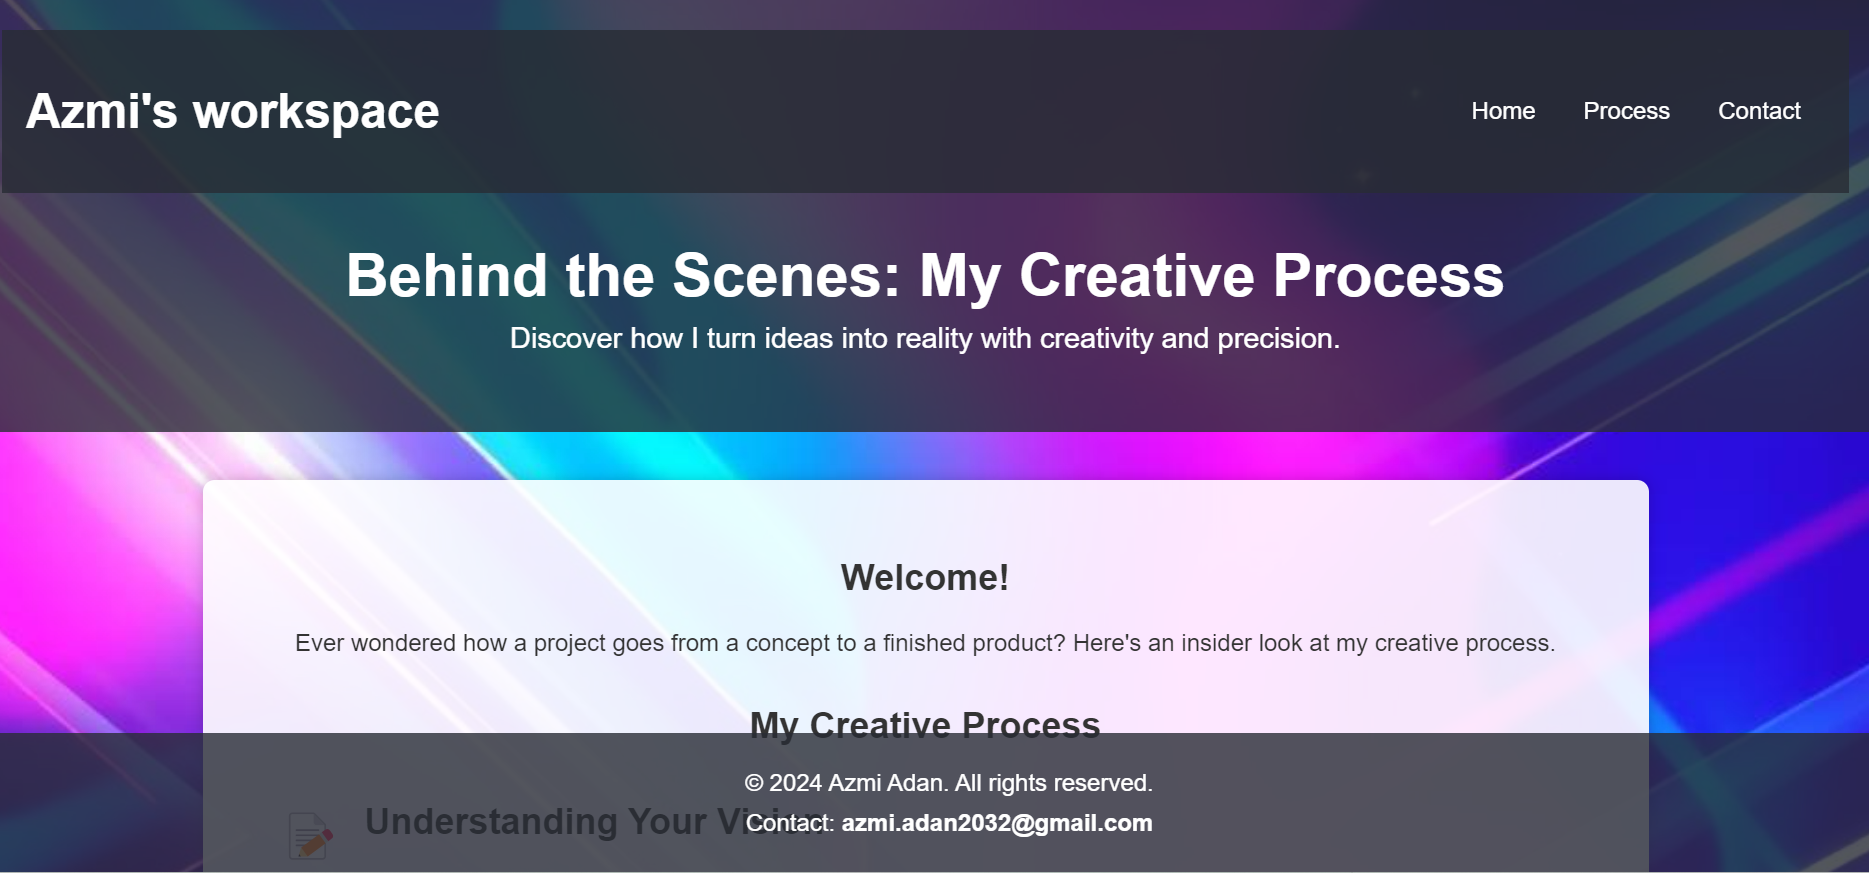 Azmi's workspace
Home Process Contact
Behind the Scenes: My Creative Process
Discover how I turn ideas into reality with creativity and precision.
Welcome!
Ever wondered how a project goes from a concept to a finished product? Here's an insider look at my creative process.
My Creative Process
© 2024 Azmi Adan. All rights reserved.
Understanding Your Vision
Contact: azmi.adan2032@gmail.com